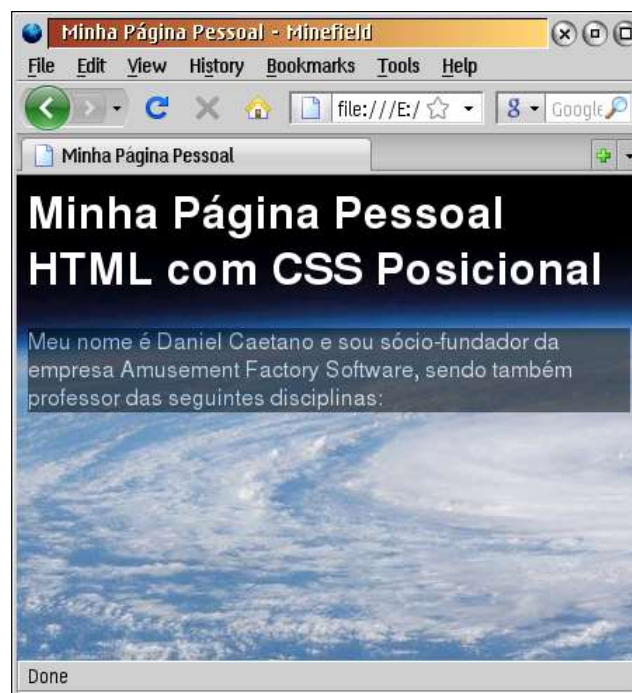 Minha Página Pessoal - Minefield
File Edit View History Bookmarks Tools Help
file:///E:/ Google
Minha Página Pessoal
Minha Página Pessoal
HTML com CSS Posicional
Meu nome é Daniel Caetano e sou sócio-fundador da
empresa Amusement Factory Software, sendo também
professor das seguintes disciplinas:
Done